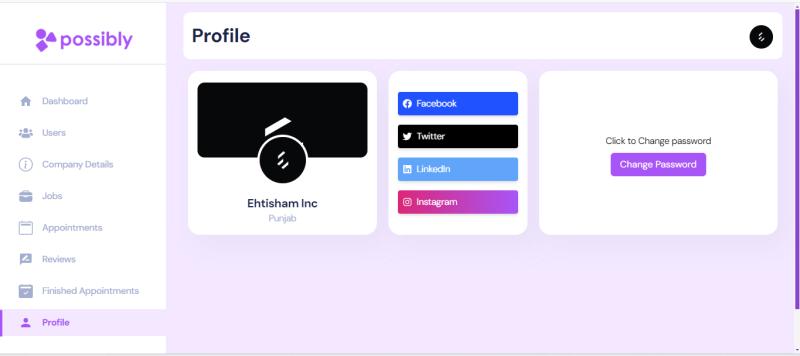 possibly
Dashboard
Users
Company Details
Jobs
Appointments
Reviews
Finished Appointments
Profile
Profile
Ehtisham Inc
Punjab
Facebook
Twitter
LinkedIn
Instagram
Click to Change password
Change Password